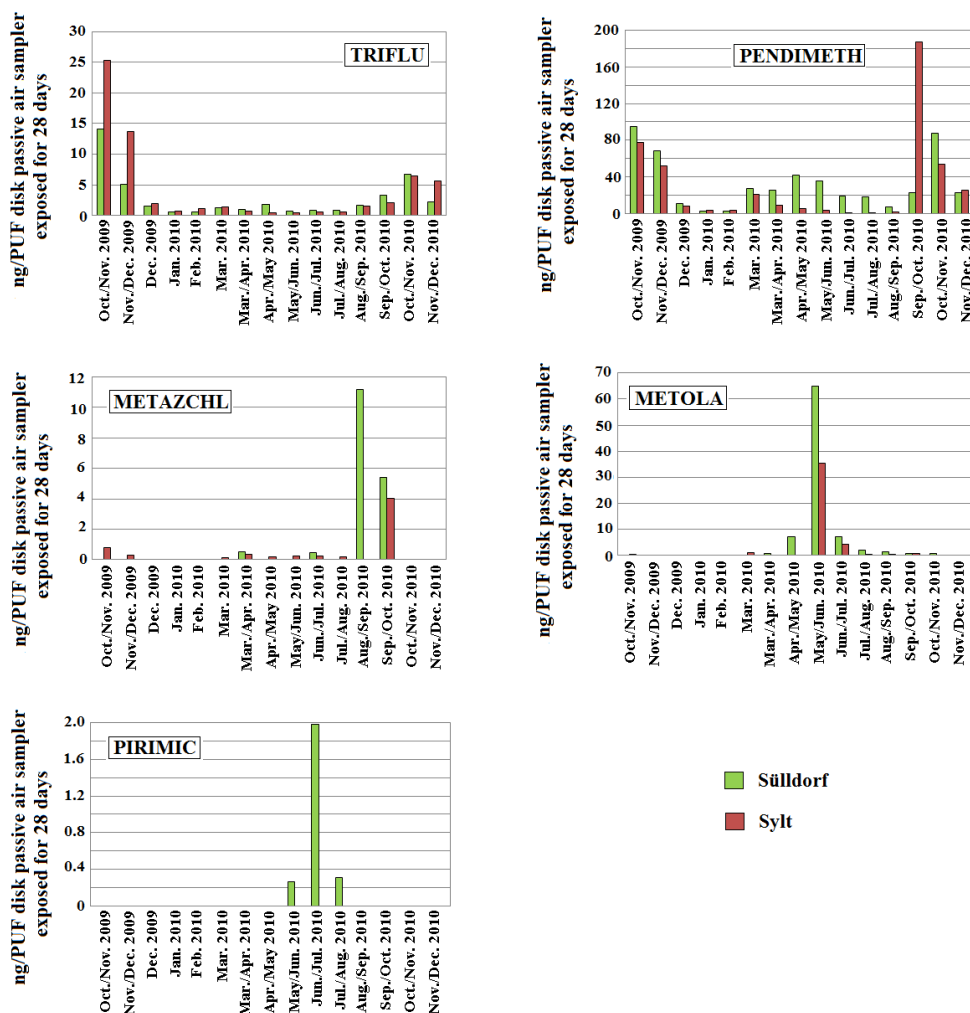 ng/PUF disk passive air sampler
exposed for 28 days
30
25
20
15
10
5
0
TRIFLU
Oct./Nov. 2009
Nov./Dec. 2009
Dec. 2009
Jan. 2010
Feb. 2010
Mar. 2010
Mar./Apr. 2010
Apr./May 2010
May/Jun. 2010
Jun./Jul. 2010
Jul./Aug. 2010
Aug./Sep. 2010
Sep./Oct. 2010
Oct./Nov. 2010
Nov./Dec. 2010
ng/PUF disk passive air sampler
exposed for 28 days
200
160
120
80
40
0
PENDIMETH
Oct./Nov. 2009
Nov./Dec. 2009
Dec. 2009
Jan. 2010
Feb. 2010
Mar. 2010
Mar./Apr. 2010
Apr./May 2010
May/Jun. 2010
Jun./Jul. 2010
Jul./Aug. 2010
Aug./Sep. 2010
Sep./Oct. 2010
Oct./Nov. 2010
Nov./Dec. 2010
ng/PUF disk passive air sampler
exposed for 28 days
12
10
8
6
4
2
0
METAZCHL
Oct./Nov. 2009
Nov./Dec. 2009
Dec. 2009
Jan. 2010
Feb. 2010
Mar. 2010
Mar./Apr. 2010
Apr./May 2010
May/Jun. 2010
Jun./Jul. 2010
Jul./Aug. 2010
Aug./Sep. 2010
Sep./Oct. 2010
Oct./Nov. 2010
Nov./Dec. 2010
ng/PUF disk passive air sampler
exposed for 28 days
70
60
50
40
30
20
10
0
METOLA
Oct./Nov. 2009
Nov./Dec. 2009
Dec. 2009
Jan. 2010
Feb. 2010
Mar. 2010
Mar./Apr. 2010
Apr./May 2010
May/Jun. 2010
Jun./Jul. 2010
Jul./Aug. 2010
Aug./Sep. 2010
Sep./Oct. 2010
Oct./Nov. 2010
Nov./Dec. 2010
ng/PUF disk passive air sampler
exposed for 28 days
2.0
1.6
1.2
0.8
0.4
0
PIRIMIC
Oct./Nov. 2009
Nov./Dec. 2009
Dec. 2009
Jan. 2010
Feb. 2010
Mar. 2010
Mar./Apr. 2010
Apr./May 2010
May/Jun. 2010
Jun./Jul. 2010
Jul./Aug. 2010
Aug./Sep. 2010
Sep./Oct. 2010
Oct./Nov. 2010
Nov./Dec. 2010
Sülldorf
Sylt